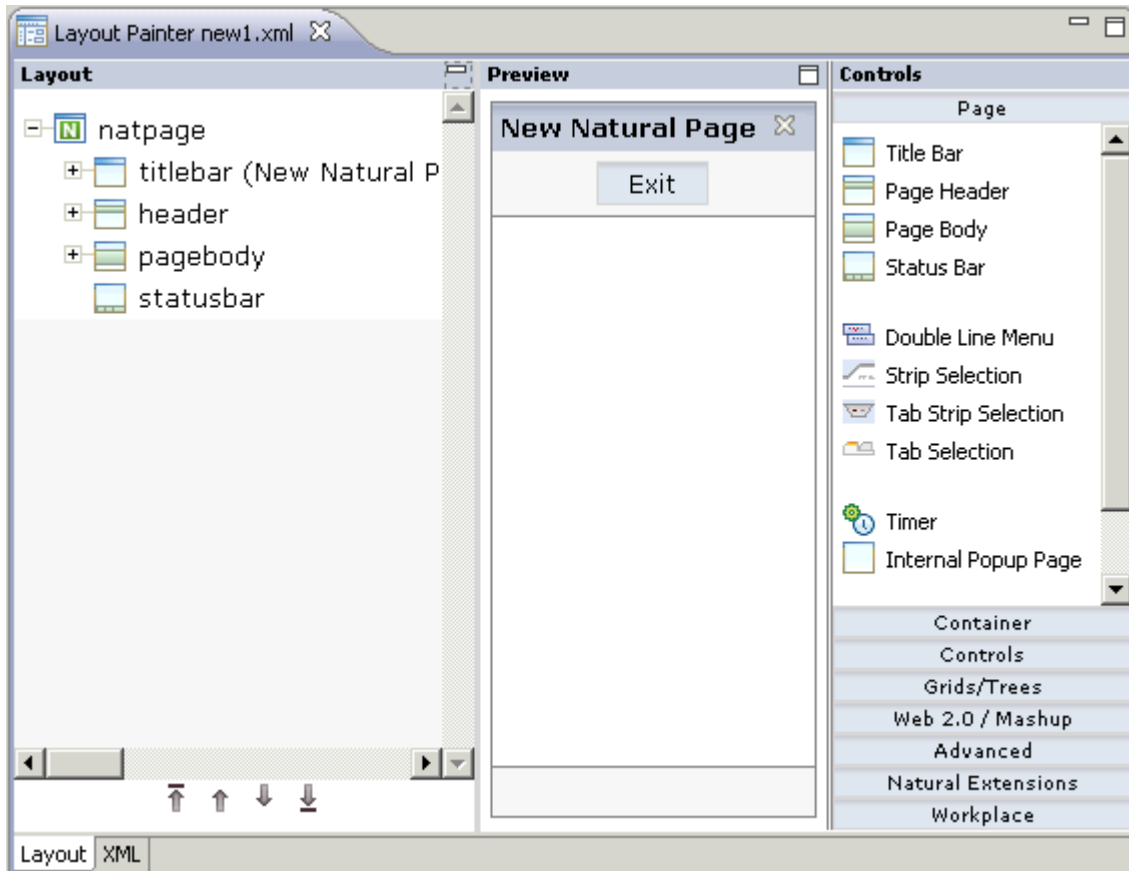 Layout Painter new1.xml
Layout
natpage
titlebar (New Natural P
header
pagebody
statusbar
Preview
New Natural Page
Exit
Controls
Page
Title Bar
Page Header
Page Body
Status Bar
Double Line Menu
Strip Selection
Tab Strip Selection
Tab Selection
Timer
Internal Popup Page
Container
Controls
Grids/Trees
Web 2.0 / Mashup
Advanced
Natural Extensions
Workplace
Layout
XML